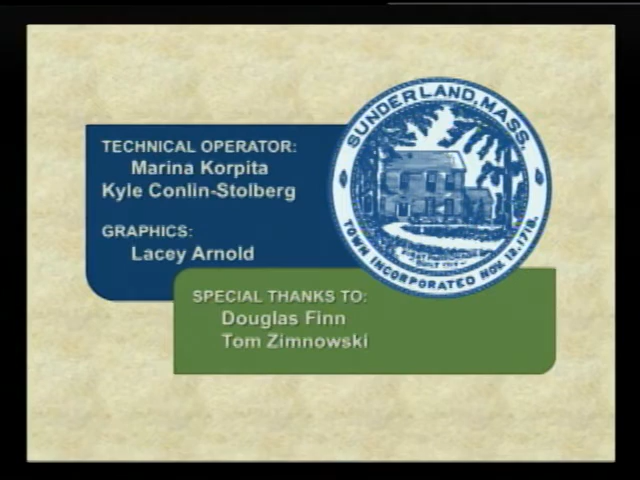 TECHNICAL OPERATOR:
Marina Korpita
Kyle Conlin-Stolberg
GRAPHICS:
Lacey Arnold
SPECIAL THANKS TO:
Douglas Finn
Tom Zimnowski
SUNDERLAND, MASS.
TOWN INCORPORATED NOV. 12, 1718.